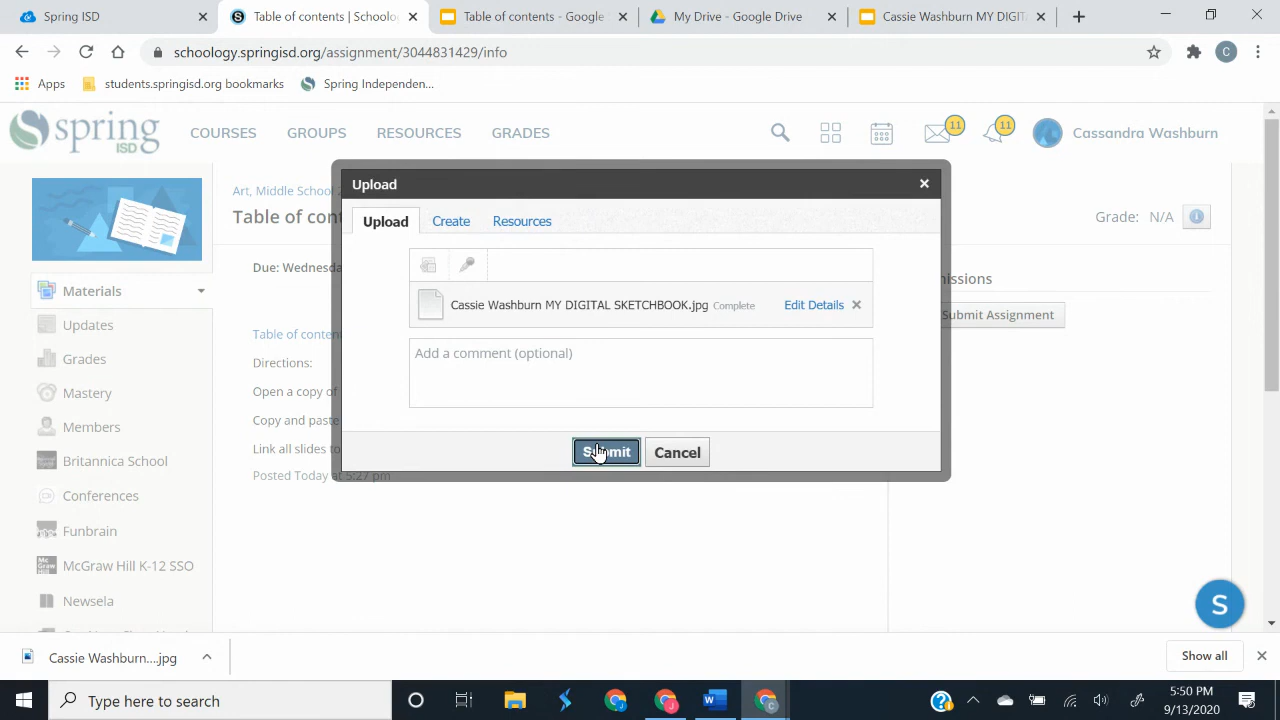 Spring ISD
Table of contents | Schoology
Table of contents - Google S
My Drive - Google Drive
Cassie Washburn MY DIGITA
schoology.springisd.org/assignment/3044831429/info
C
Apps
students.springisd.org bookmarks
Spring Independen...
spring ISD
COURSES
GROUPS
RESOURCES
GRADES
11
11
Cassandra Washburn
Art, Middle School
Table of cont
Grade: N/A
Upload
Upload
Create
Resources
Due: Wednesda
issions
Cassie Washburn MY DIGITAL SKETCHBOOK.jpg Complete
Edit Details
Submit Assignment
Materials
Updates
Table of conten
Add a comment (optional)
Grades
Directions:
Mastery
Open a copy of
Members
Copy and paste
Britannica School
Link all slides to
Submit
Cancel
Posted Today at 5:27 pm
Conferences
Funbrain
Mc Graw Hill
McGraw Hill K-12 SSO
Newsela
S
Cassie Washburn....jpg
Show all
Type here to search
5:50 PM
9/13/2020